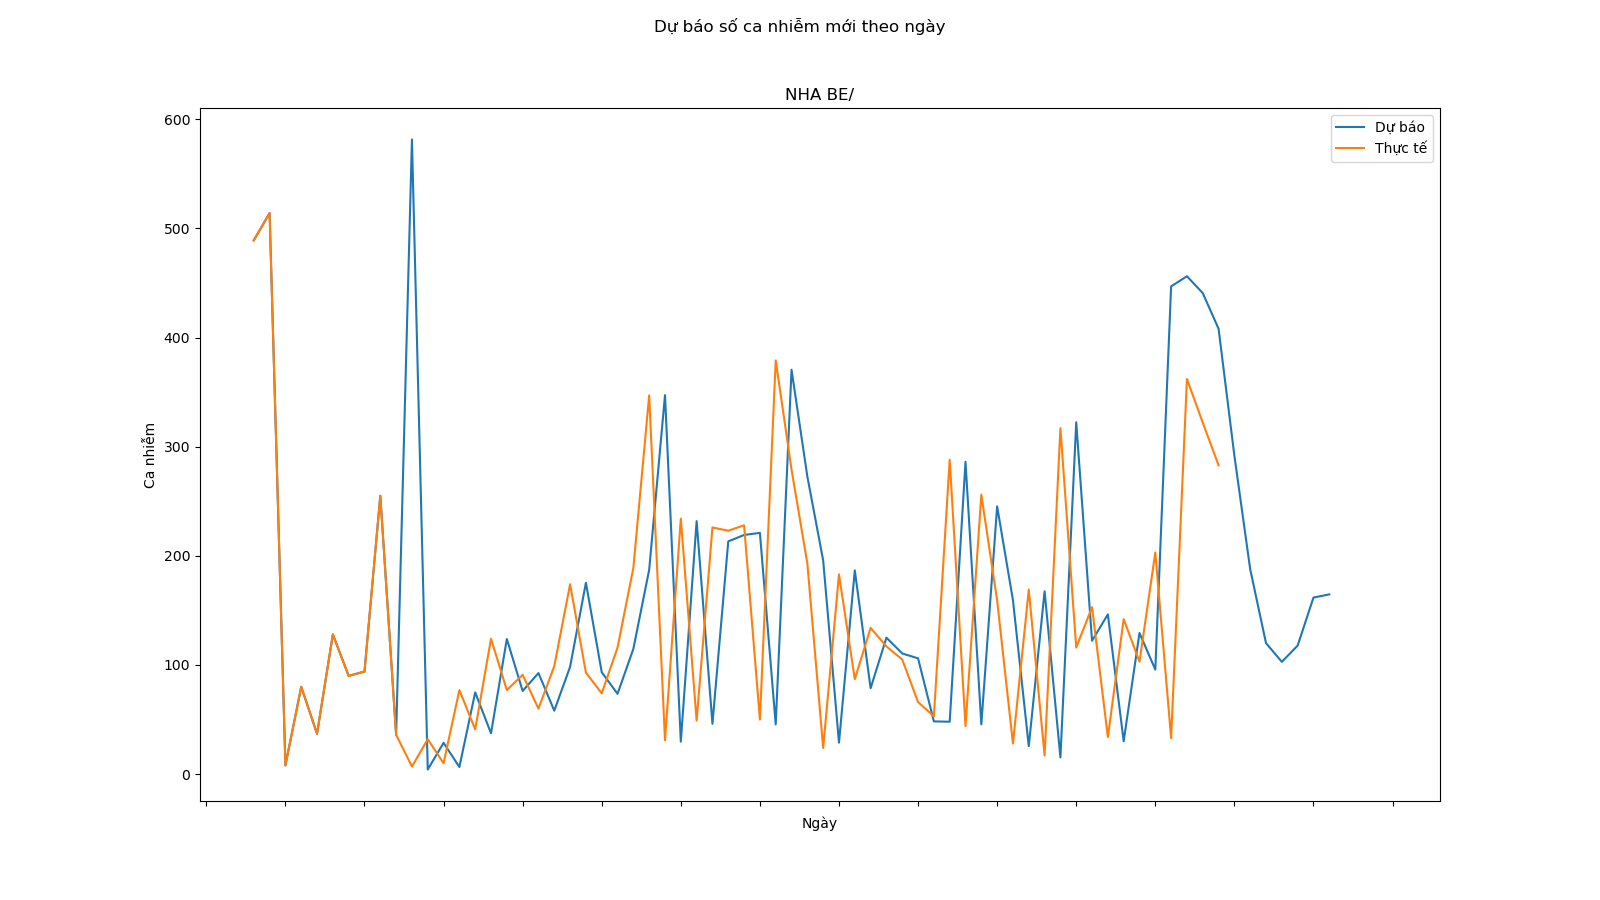 Dự báo số ca nhiễm mới theo ngày
NHA BE/
600
500
400
300
200
100
0
Ca nhiễm
Ngày
Dự báo
Thực tế